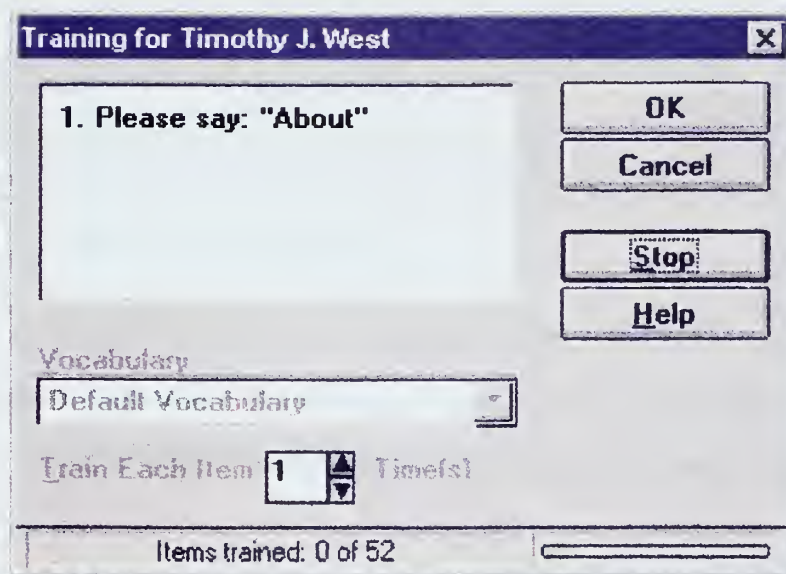 Training for Timothy J. West
1. Please say: "About"
OK
Cancel
Stop
Help
Vocabulary
Default Vocabulary
Train Each Item 1 Time(s)
Items trained: 0 of 52